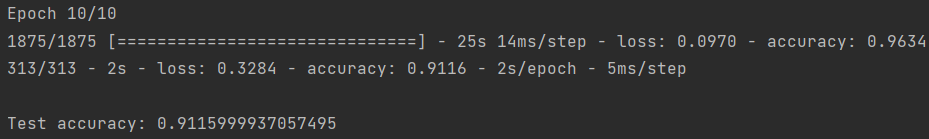 Epoch 10/10
1875/1875 [==============================] - 25s 14ms/step - loss: 0.0970 - accuracy: 0.9634
313/313 - 2s - loss: 0.3284 - accuracy: 0.9116 - 2s/epoch - 5ms/step
Test accuracy: 0.9115999937057495